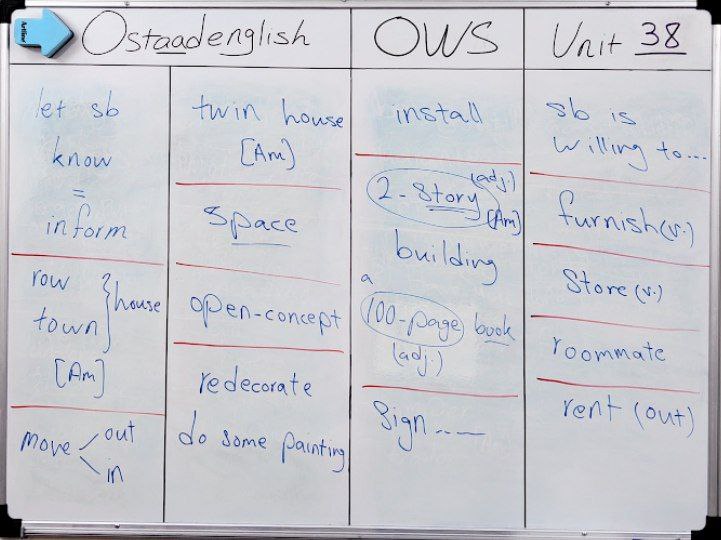 Artline
Ostaadenglish
OWS
Unit 38
let sb
know
=
inform
row
town
} house
[Am]
move
out
in
twin house
[Am]
space
open-concept
redecorate
do some painting
install
2-story (adj.)
[Am]
building
a
100-page book
(adj.)
Sign .__
sb is
willing to...
furnish (v.)
Store (v.)
roommate
rent (out)